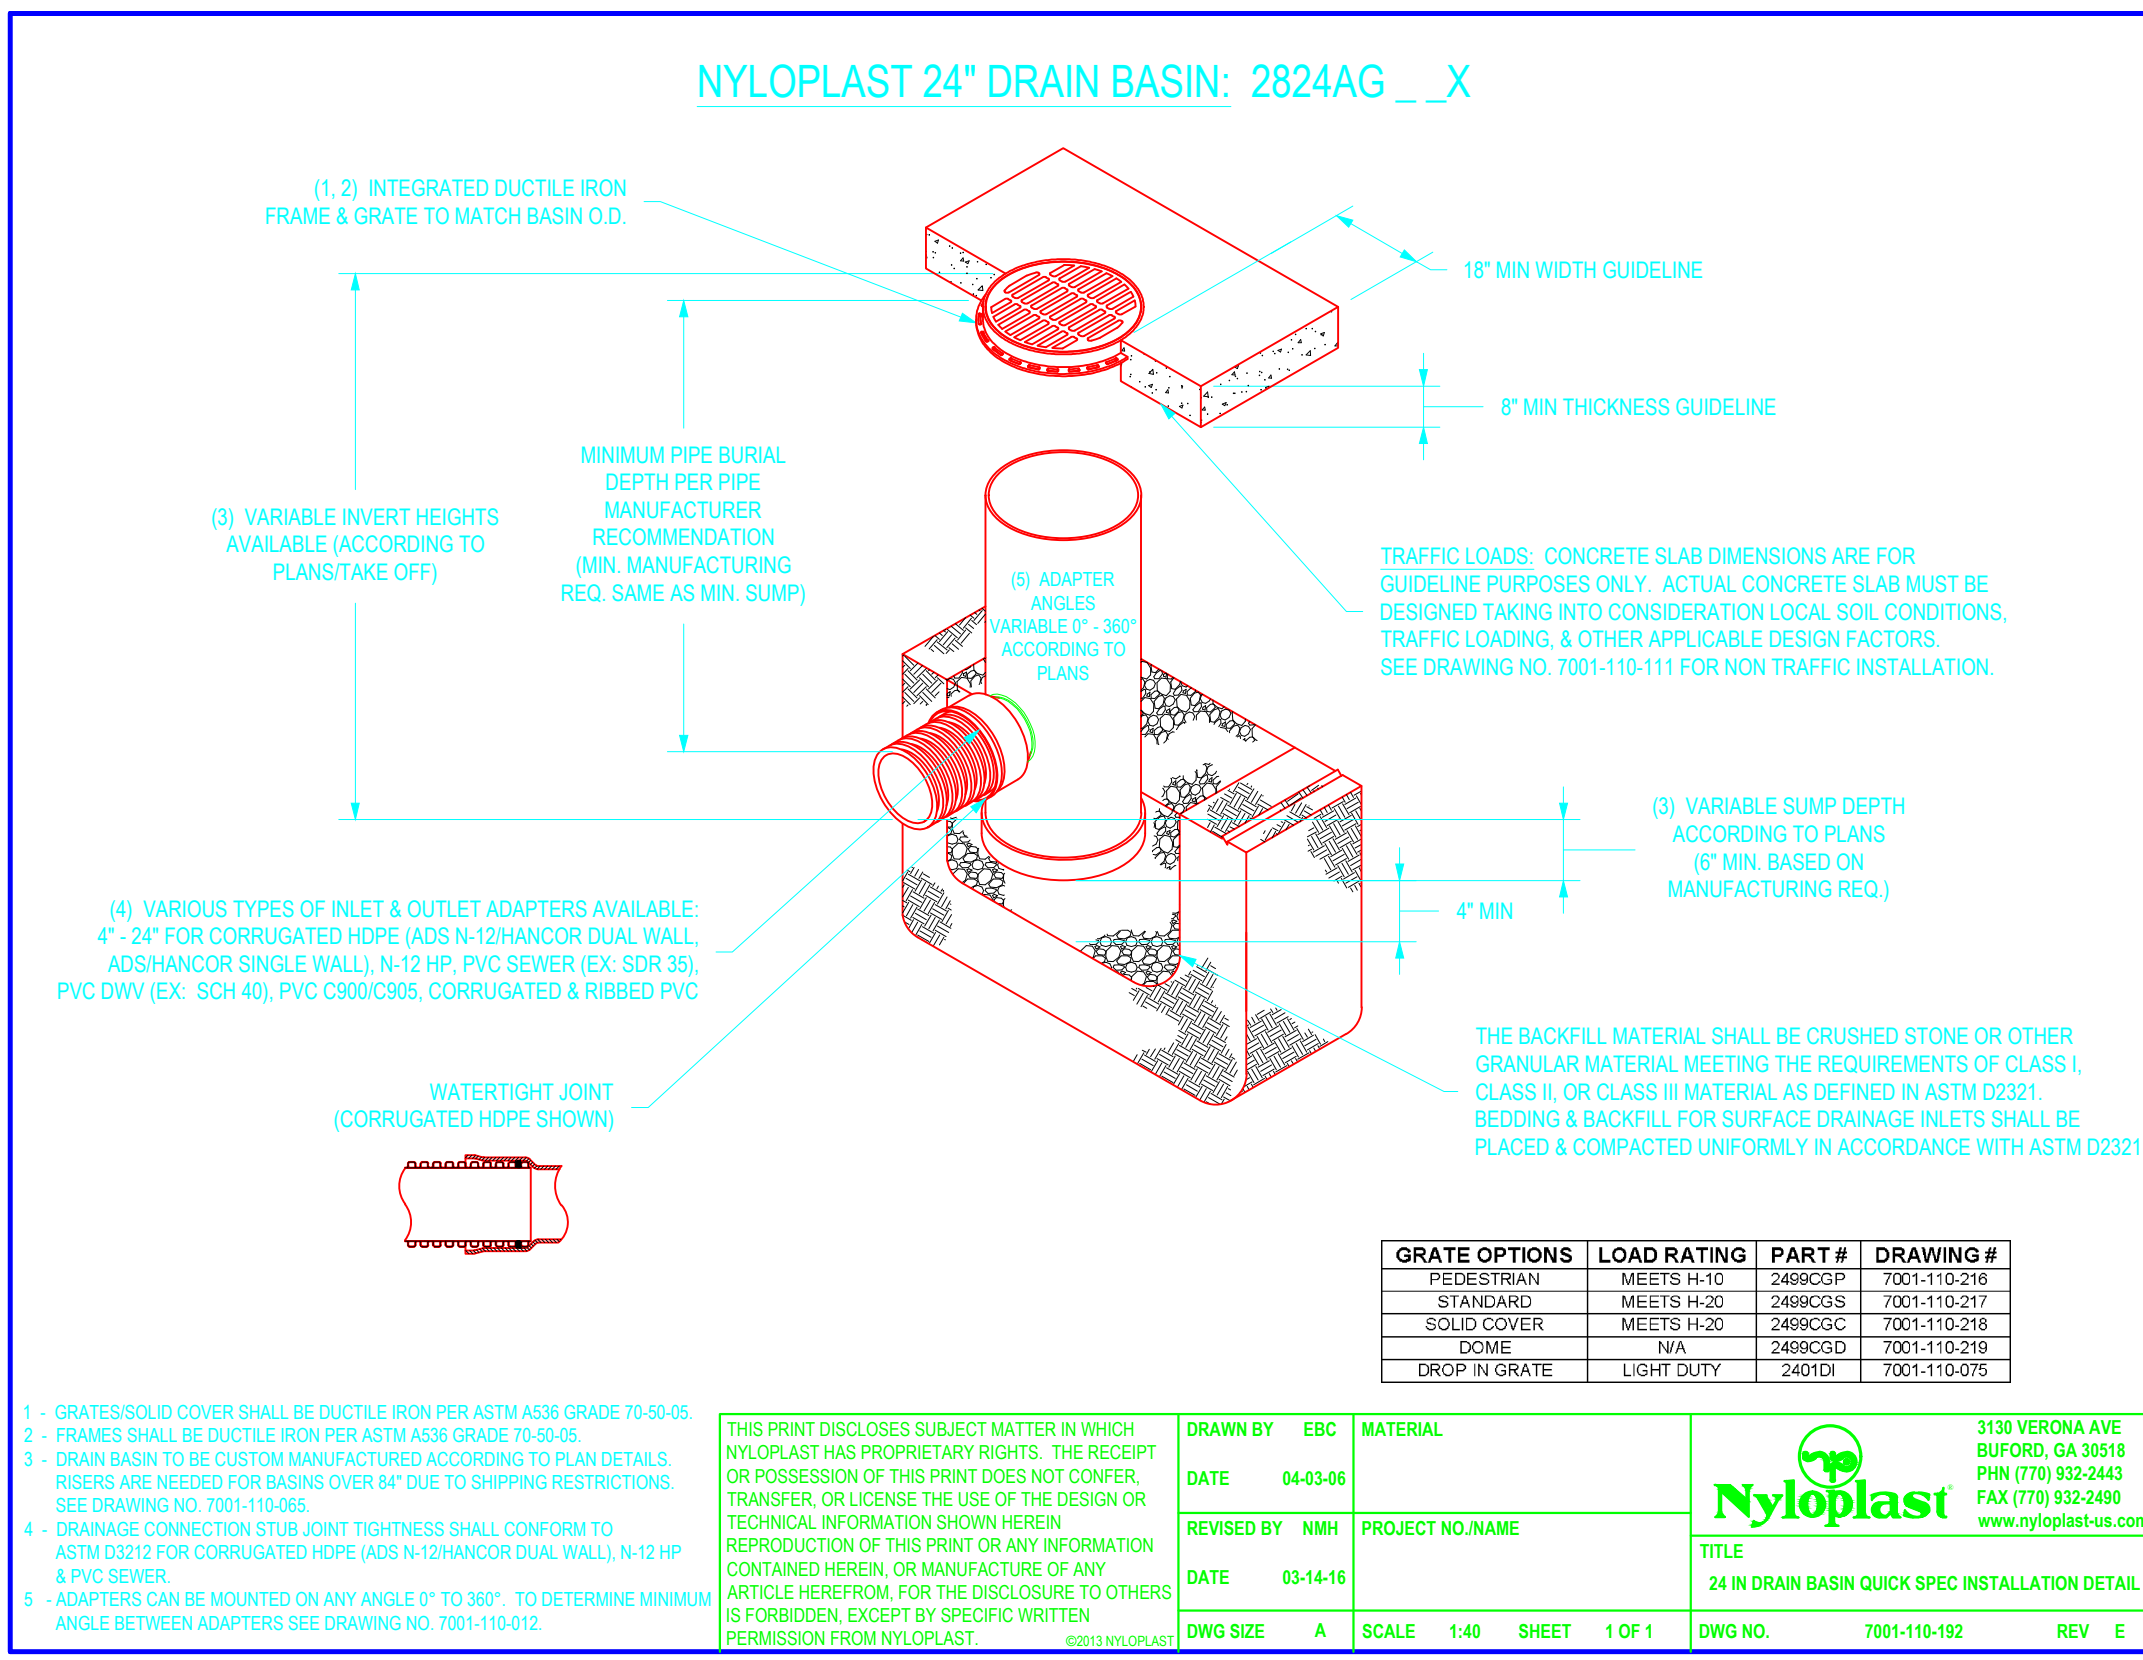 NYLOPLAST 24" DRAIN BASIN:  2824AG _ _X
(1, 2)  INTEGRATED DUCTILE IRON
FRAME & GRATE TO MATCH BASIN O.D.
18" MIN WIDTH GUIDELINE
8" MIN THICKNESS GUIDELINE
MINIMUM PIPE BURIAL
DEPTH PER PIPE
MANUFACTURER
RECOMMENDATION
(MIN. MANUFACTURING
REQ. SAME AS MIN. SUMP)
(3)  VARIABLE INVERT HEIGHTS
AVAILABLE (ACCORDING TO
PLANS/TAKE OFF)
(5)  ADAPTER
ANGLES
VARIABLE 0° - 360°
ACCORDING TO
PLANS
TRAFFIC LOADS:  CONCRETE SLAB DIMENSIONS ARE FOR
GUIDELINE PURPOSES ONLY.  ACTUAL CONCRETE SLAB MUST BE
DESIGNED TAKING INTO CONSIDERATION LOCAL SOIL CONDITIONS,
TRAFFIC LOADING, & OTHER APPLICABLE DESIGN FACTORS.
SEE DRAWING NO. 7001-110-111 FOR NON TRAFFIC INSTALLATION.
(3)  VARIABLE SUMP DEPTH
ACCORDING TO PLANS
(6" MIN. BASED ON
MANUFACTURING REQ.)
4" MIN
(4)  VARIOUS TYPES OF INLET & OUTLET ADAPTERS AVAILABLE:
4" - 24" FOR CORRUGATED HDPE (ADS N-12/HANCOR DUAL WALL,
ADS/HANCOR SINGLE WALL), N-12 HP, PVC SEWER (EX: SDR 35),
PVC DWV (EX:  SCH 40), PVC C900/C905, CORRUGATED & RIBBED PVC
WATERTIGHT JOINT
(CORRUGATED HDPE SHOWN)
THE BACKFILL MATERIAL SHALL BE CRUSHED STONE OR OTHER
GRANULAR MATERIAL MEETING THE REQUIREMENTS OF CLASS I,
CLASS II, OR CLASS III MATERIAL AS DEFINED IN ASTM D2321.
BEDDING & BACKFILL FOR SURFACE DRAINAGE INLETS SHALL BE
PLACED & COMPACTED UNIFORMLY IN ACCORDANCE WITH ASTM D2321
GRATE OPTIONS LOAD RATING PART # DRAWING #
PEDESTRIAN MEETS H-10 2499CGP 7001-110-216
STANDARD MEETS H-20 2499CGS 7001-110-217
SOLID COVER MEETS H-20 2499CGC 7001-110-218
DOME N/A 2499CGD 7001-110-219
DROP IN GRATE LIGHT DUTY 2401DI 7001-110-075
1 - GRATES/SOLID COVER SHALL BE DUCTILE IRON PER ASTM A536 GRADE 70-50-05.
2 - FRAMES SHALL BE DUCTILE IRON PER ASTM A536 GRADE 70-50-05.
3 - DRAIN BASIN TO BE CUSTOM MANUFACTURED ACCORDING TO PLAN DETAILS.
RISERS ARE NEEDED FOR BASINS OVER 84" DUE TO SHIPPING RESTRICTIONS.
SEE DRAWING NO. 7001-110-065.
4 - DRAINAGE CONNECTION STUB JOINT TIGHTNESS SHALL CONFORM TO
ASTM D3212 FOR CORRUGATED HDPE (ADS N-12/HANCOR DUAL WALL), N-12 HP
& PVC SEWER.
5 - ADAPTERS CAN BE MOUNTED ON ANY ANGLE 0° TO 360°.  TO DETERMINE MINIMUM
ANGLE BETWEEN ADAPTERS SEE DRAWING NO. 7001-110-012.
THIS PRINT DISCLOSES SUBJECT MATTER IN WHICH
NYLOPLAST HAS PROPRIETARY RIGHTS.  THE RECEIPT
OR POSSESSION OF THIS PRINT DOES NOT CONFER,
TRANSFER, OR LICENSE THE USE OF THE DESIGN OR
TECHNICAL INFORMATION SHOWN HEREIN
REPRODUCTION OF THIS PRINT OR ANY INFORMATION
CONTAINED HEREIN, OR MANUFACTURE OF ANY
ARTICLE HEREFROM, FOR THE DISCLOSURE TO OTHERS
IS FORBIDDEN, EXCEPT BY SPECIFIC WRITTEN
PERMISSION FROM NYLOPLAST.
©2013 NYLOPLAST
DRAWN BY EBC
DATE 04-03-06
REVISED BY NMH
DATE 03-14-16
DWG SIZE A
MATERIAL
PROJECT NO./NAME
SCALE 1:40 SHEET 1 OF 1
Nyloplast®
3130 VERONA AVE
BUFORD, GA 30518
PHN (770) 932-2443
FAX (770) 932-2490
www.nyloplast-us.com
TITLE
24 IN DRAIN BASIN QUICK SPEC INSTALLATION DETAIL
DWG NO. 7001-110-192 REV E